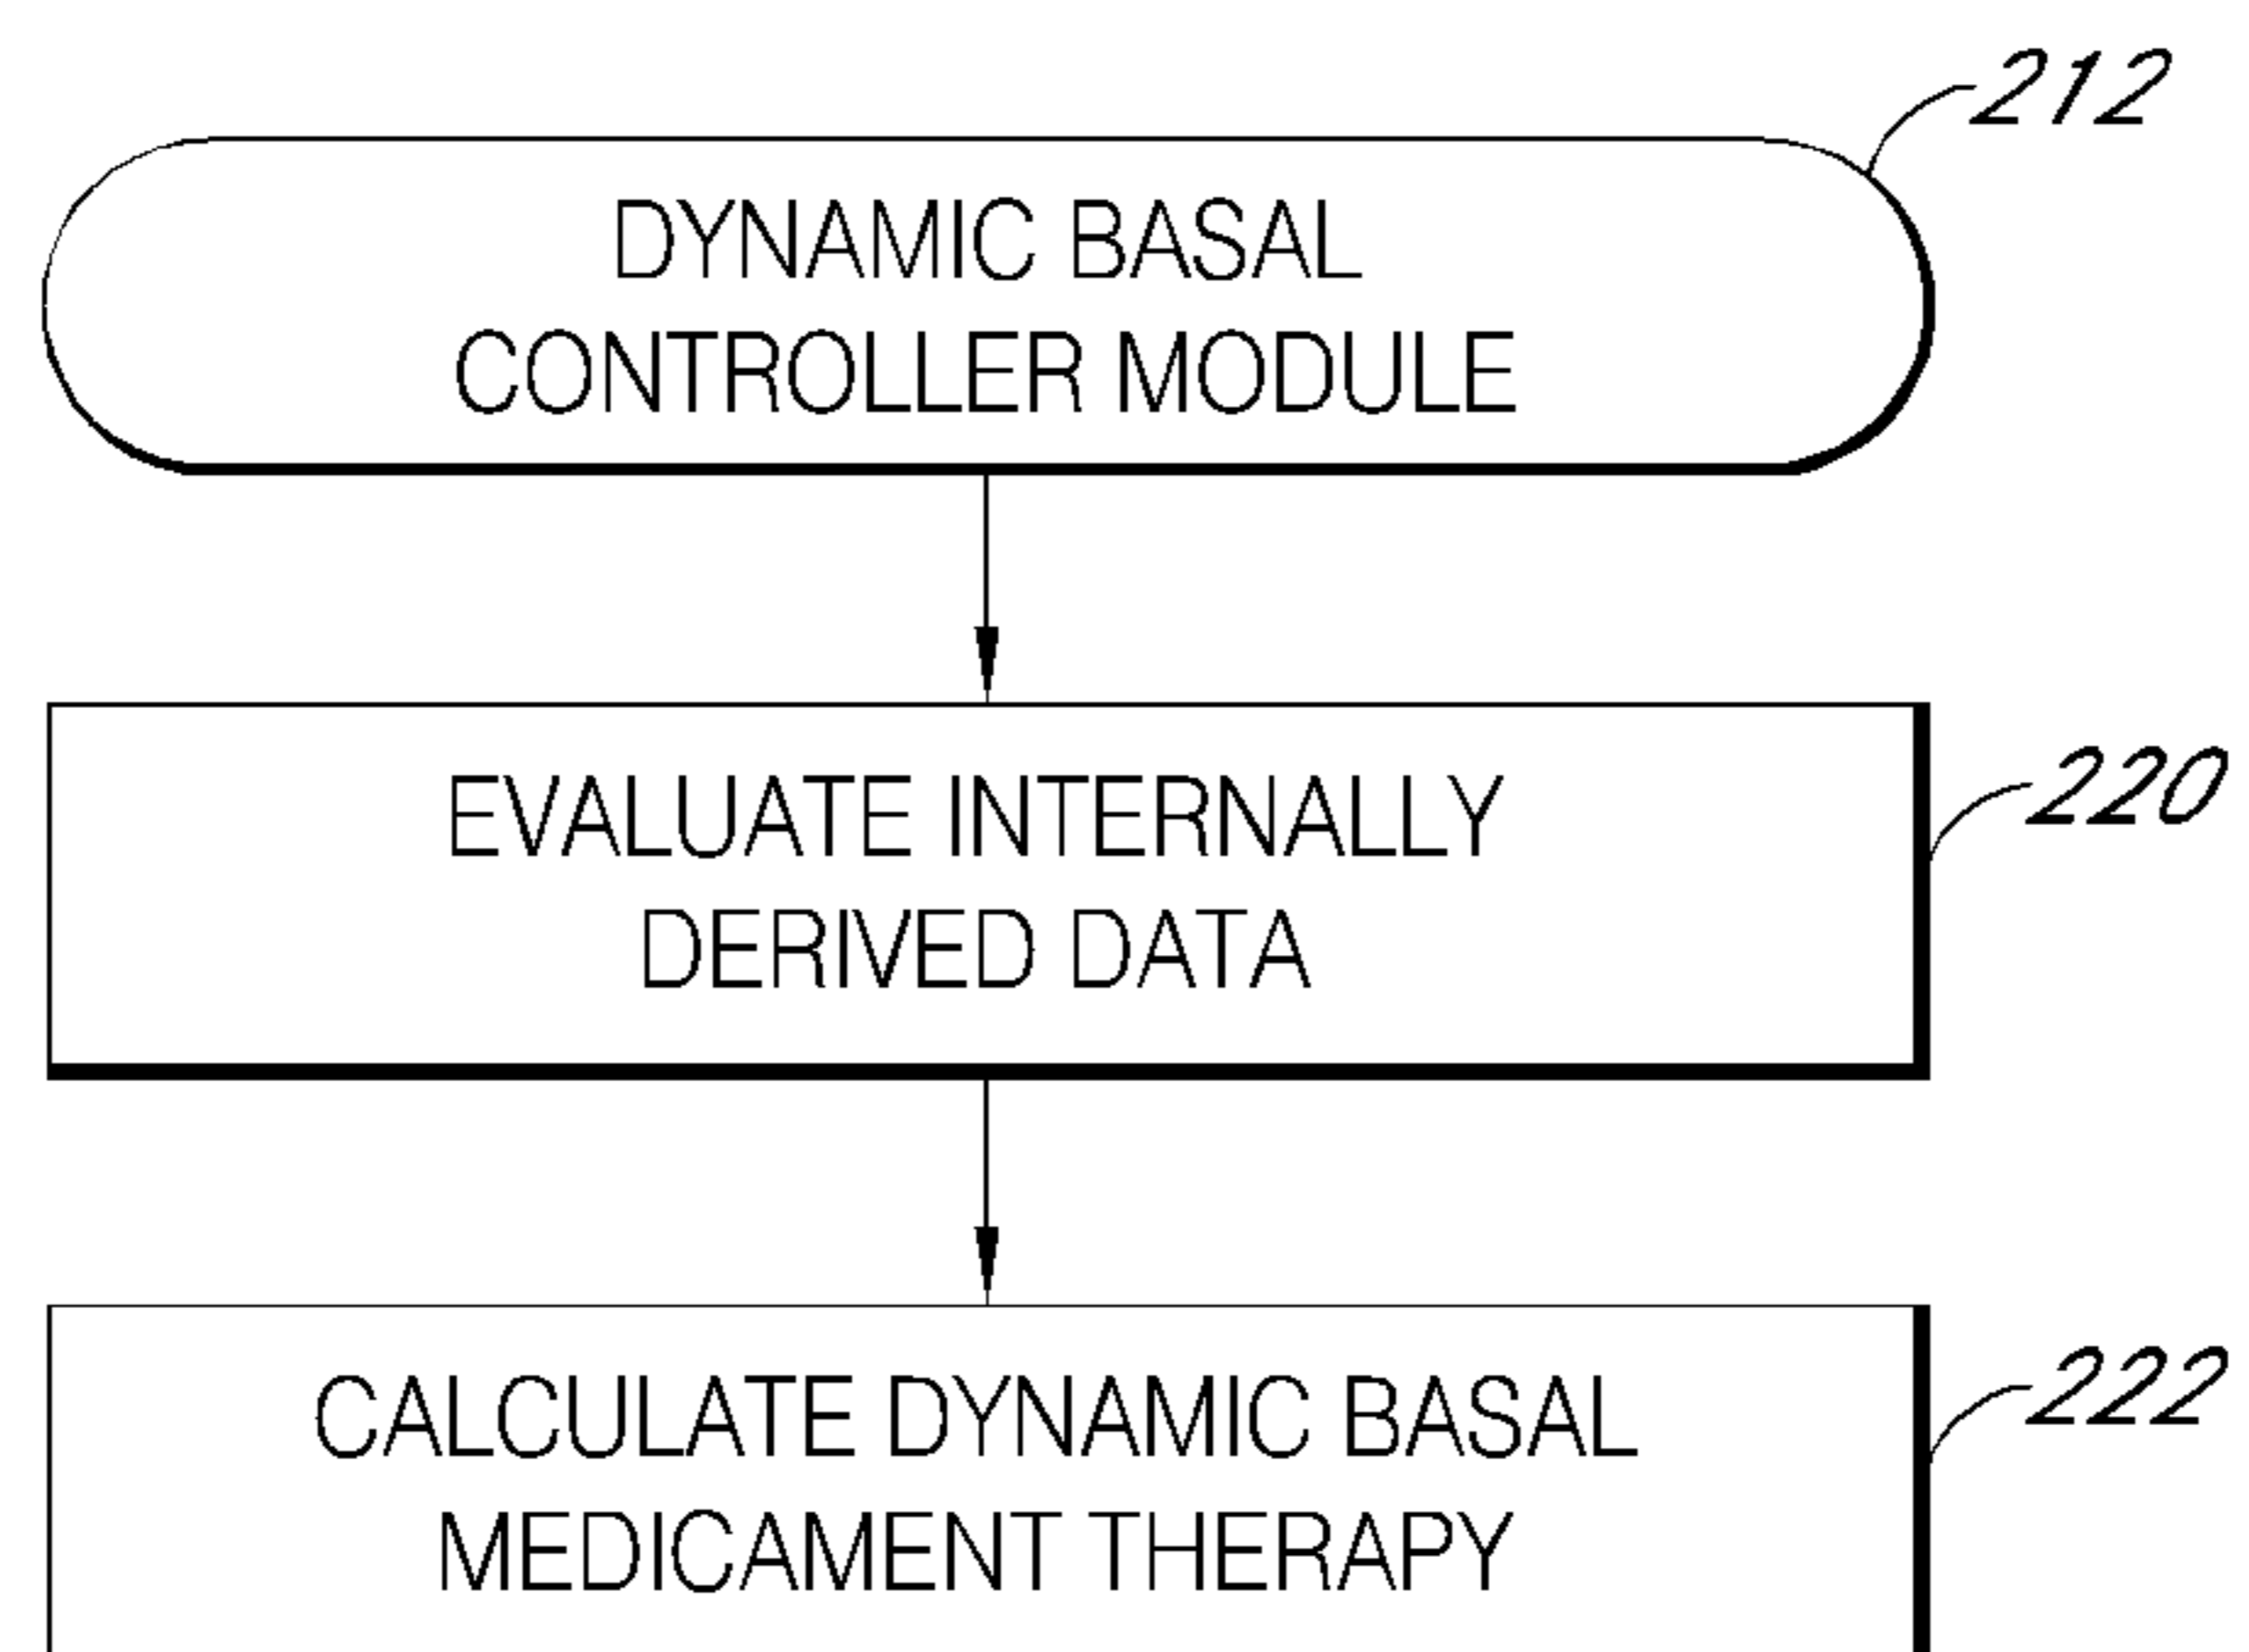 212
DYNAMIC BASAL
CONTROLLER MODULE
220
EVALUATE INTERNALLY
DERIVED DATA
222
CALCULATE DYNAMIC BASAL
MEDICAMENT THERAPY